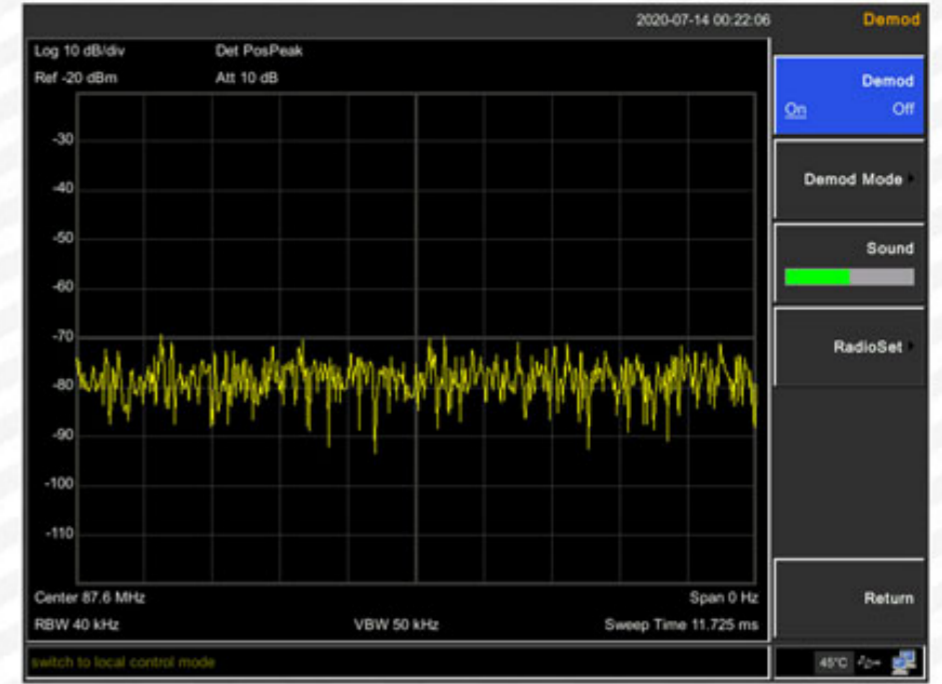 2020-07-14 00:22:06 Demod
Log 10 dB/div Det PosPeak
Ref -20 dBm Att 10 dB
Demod
On Off
-30
Demod Mode
-40
-50
Sound
-60
-70
RadioSet
-80
-90
-100
-110
Center 87.6 MHz Span 0 Hz
Return
RBW 40 kHz VBW 50 kHz Sweep Time 11.725 ms
switch to local control mode
45°C